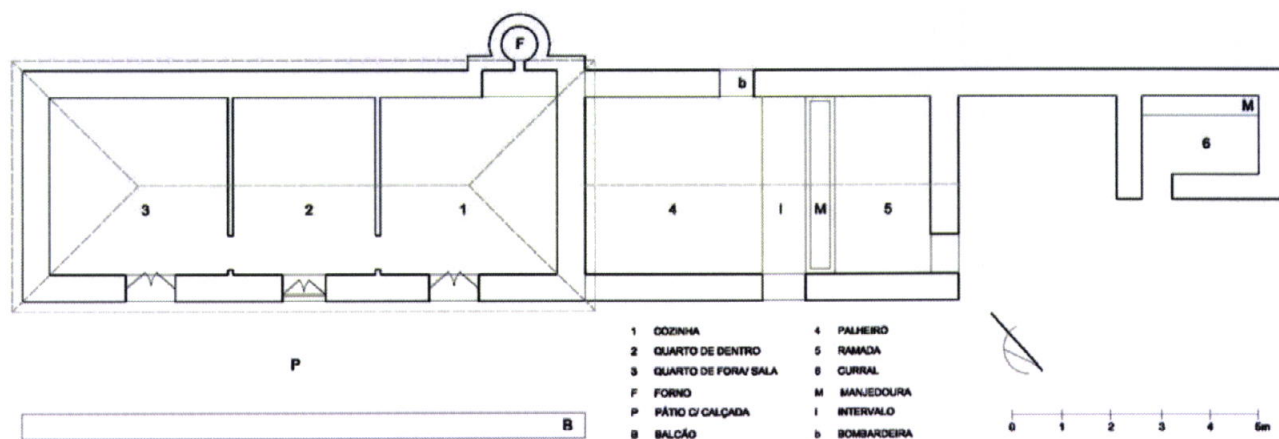 F
b
M
6
3
2
1
4
I
M
5
P
B
1 COZINHA
2 QUARTO DE DENTRO
3 QUARTO DE FORA/ SALA
F FORNO
P PÁTIO C/ CALÇADA
B BALCÃO
4 PALHEIRO
5 RAMADA
6 CURRAL
M MANJEDOURA
I INTERVALO
b BOMBARDEIRA
0 1 2 3 4 5m